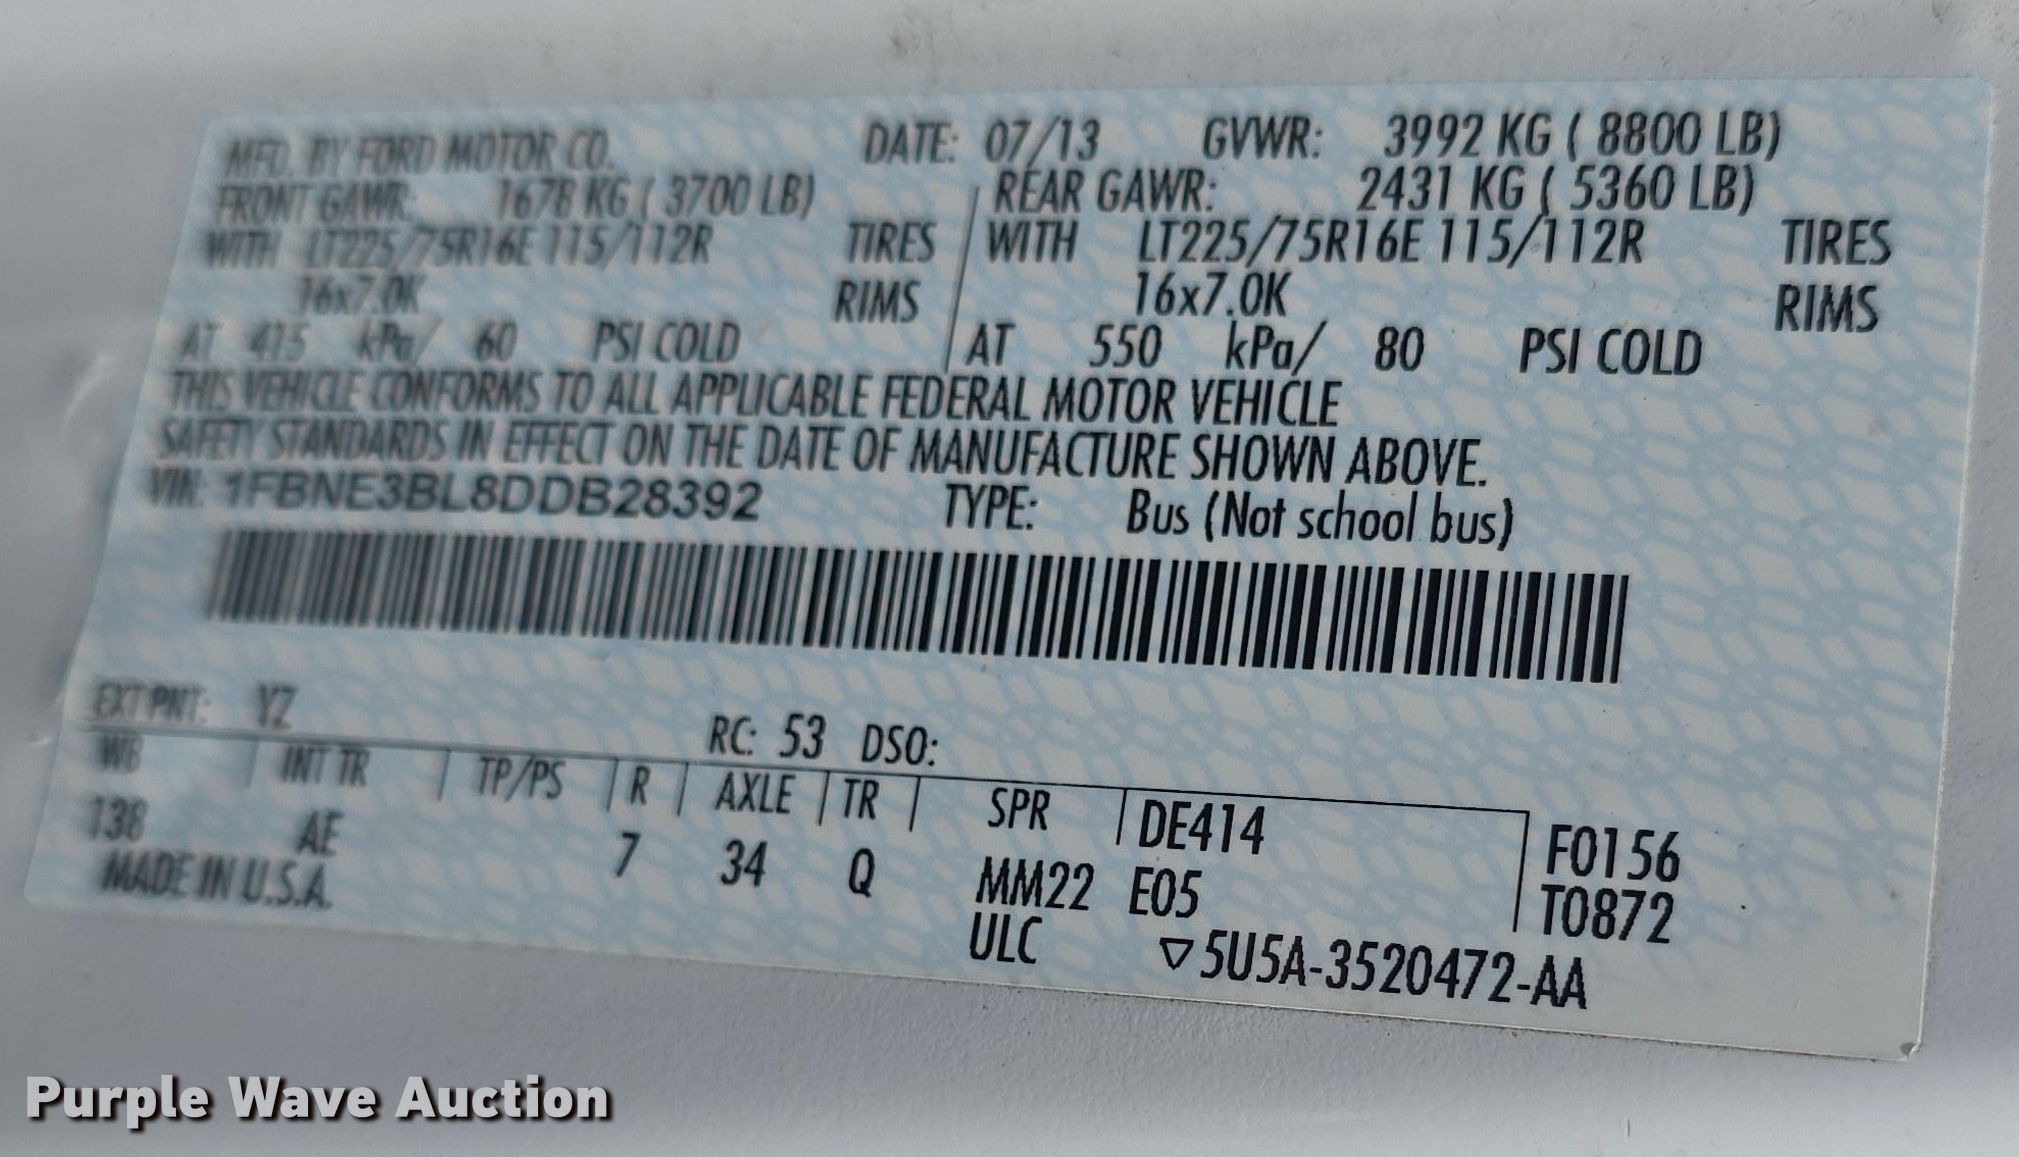 MFD. BY FORD MOTOR CO. DATE: 07/13 GVWR: 3992 KG ( 8800 LB)
FRONT GAWR: 1678 KG ( 3700 LB) REAR GAWR: 2431 KG ( 5360 LB)
WITH LT225/75R16E 115/112R TIRES WITH LT225/75R16E 115/112R TIRES
16x7.0K RIMS 16x7.0K RIMS
AT 415 kPa/ 60 PSI COLD AT 550 kPa/ 80 PSI COLD
THIS VEHICLE CONFORMS TO ALL APPLICABLE FEDERAL MOTOR VEHICLE
SAFETY STANDARDS IN EFFECT ON THE DATE OF MANUFACTURE SHOWN ABOVE.
VIN: 1FBNE3BL8DDB28392 TYPE: Bus (Not school bus)
EXT PNT: YZ RC: 53 DSO:
WB INT TR TP/PS R AXLE TR SPR DE414 F0156
138 AE 7 34 Q MM22 E05 T0872
MADE IN U.S.A. ULC ▽5U5A-3520472-AA
Purple Wave Auction